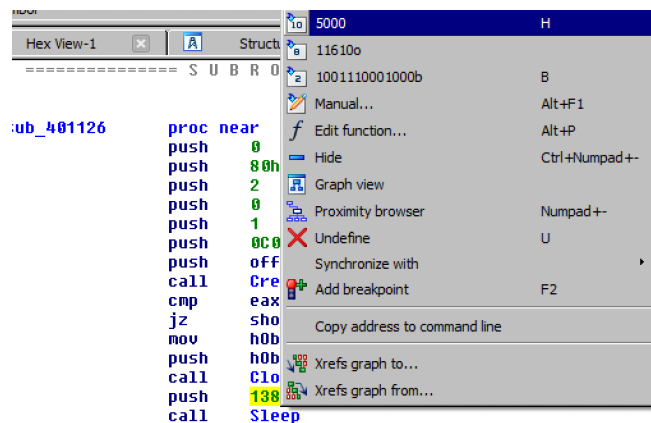 Hex View-1
Struct
=============== S U B R O
sub_401126 proc near
push 0
push 80h
push 2
push 0
push 1
push 0C0
push off
call Cre
cmp eax
jz sho
mov hOb
push hOb
call Clo
push 138
call Sleep
5000 H
11610o
1001110001000b B
Manual... Alt+F1
Edit function... Alt+P
Hide Ctrl+Numpad+-
Graph view
Proximity browser Numpad+-
Undefine U
Synchronize with
Add breakpoint F2
Copy address to command line
Xrefs graph to...
Xrefs graph from...